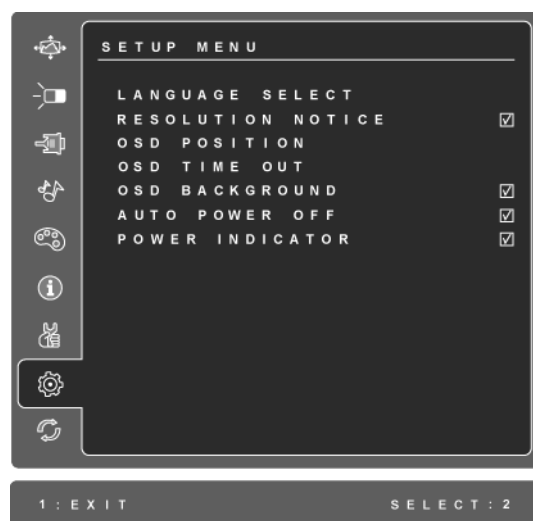 SETUP MENU
LANGUAGE SELECT
RESOLUTION NOTICE
OSD POSITION
OSD TIME OUT
OSD BACKGROUND
AUTO POWER OFF
POWER INDICATOR
1:EXIT SELECT:2